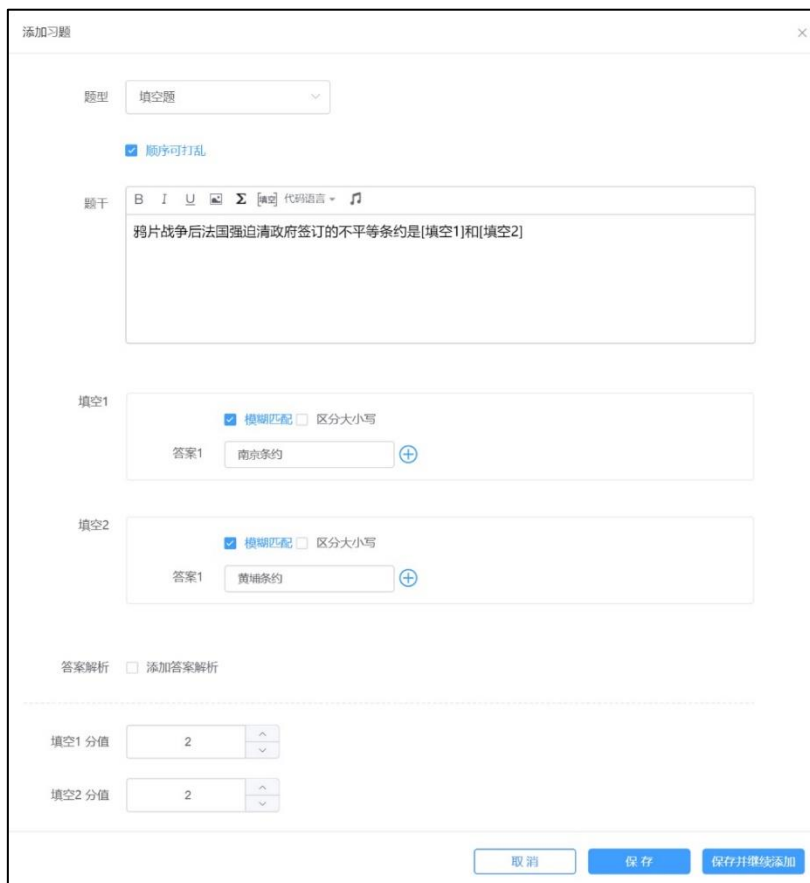 添加习题
题型 填空题
顺序可打乱
题干 B I U Σ [填空] 代码语言
鸦片战争后法国强迫清政府签订的不平等条约是[填空1]和[填空2]
填空1
模糊匹配 区分大小写
答案1 南京条约
填空2
模糊匹配 区分大小写
答案1 黄埔条约
答案解析 添加答案解析
填空1 分值 2
填空2 分值 2
取消 保存 保存并继续添加